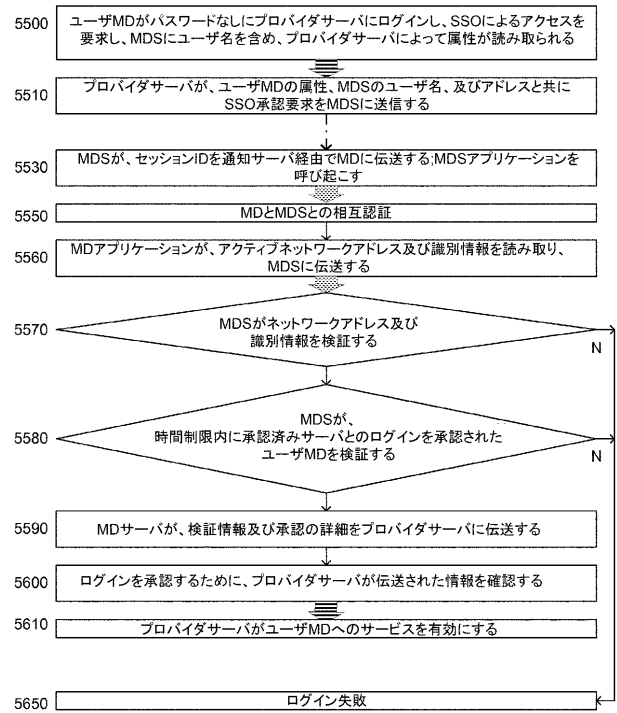 5500
ユーザMDがパスワードなしにプロバイダサーバにログインし、SSOによるアクセスを
要求し、MDSにユーザ名を含め、プロバイダサーバによって属性が読み取られる
5510
プロバイダサーバが、ユーザMDの属性、MDSのユーザ名、及びアドレスと共に
SSO承認要求をMDSに送信する
5530
MDSが、セッションIDを通知サーバ経由でMDに伝送する;MDSアプリケーションを
呼び起こす
5550
MDとMDSとの相互認証
5560
MDアプリケーションが、アクティブネットワークアドレス及び識別情報を読み取り、
MDSに伝送する
5570
MDSがネットワークアドレス及び
識別情報を検証する
N
5580
MDSが、
時間制限内に承認済みサーバとのログインを承認された
ユーザMDを検証する
N
5590
MDサーバが、検証情報及び承認の詳細をプロバイダサーバに伝送する
5600
ログインを承認するために、プロバイダサーバが伝送された情報を確認する
5610
プロバイダサーバがユーザMDへのサービスを有効にする
5650
ログイン失敗